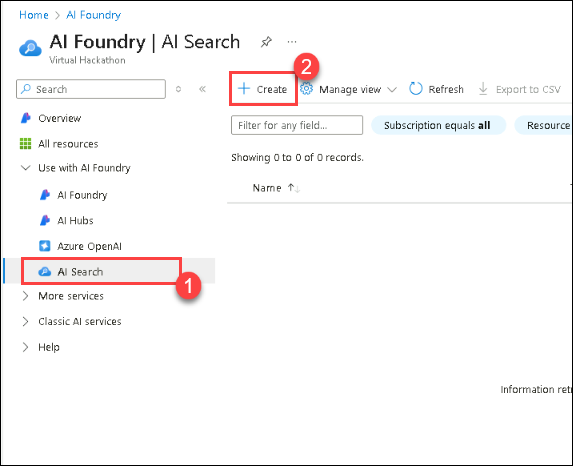 Home > AI Foundry
AI Foundry | AI Search
Virtual Hackathon
Search
Overview
All resources
Use with AI Foundry
AI Foundry
AI Hubs
Azure OpenAI
AI Search
1
More services
Classic AI services
Help
2
+ Create
Manage view
Refresh
Export to CSV
Filter for any field...
Subscription equals all
Resource
Showing 0 to 0 of 0 records.
Name ↑↓
Information